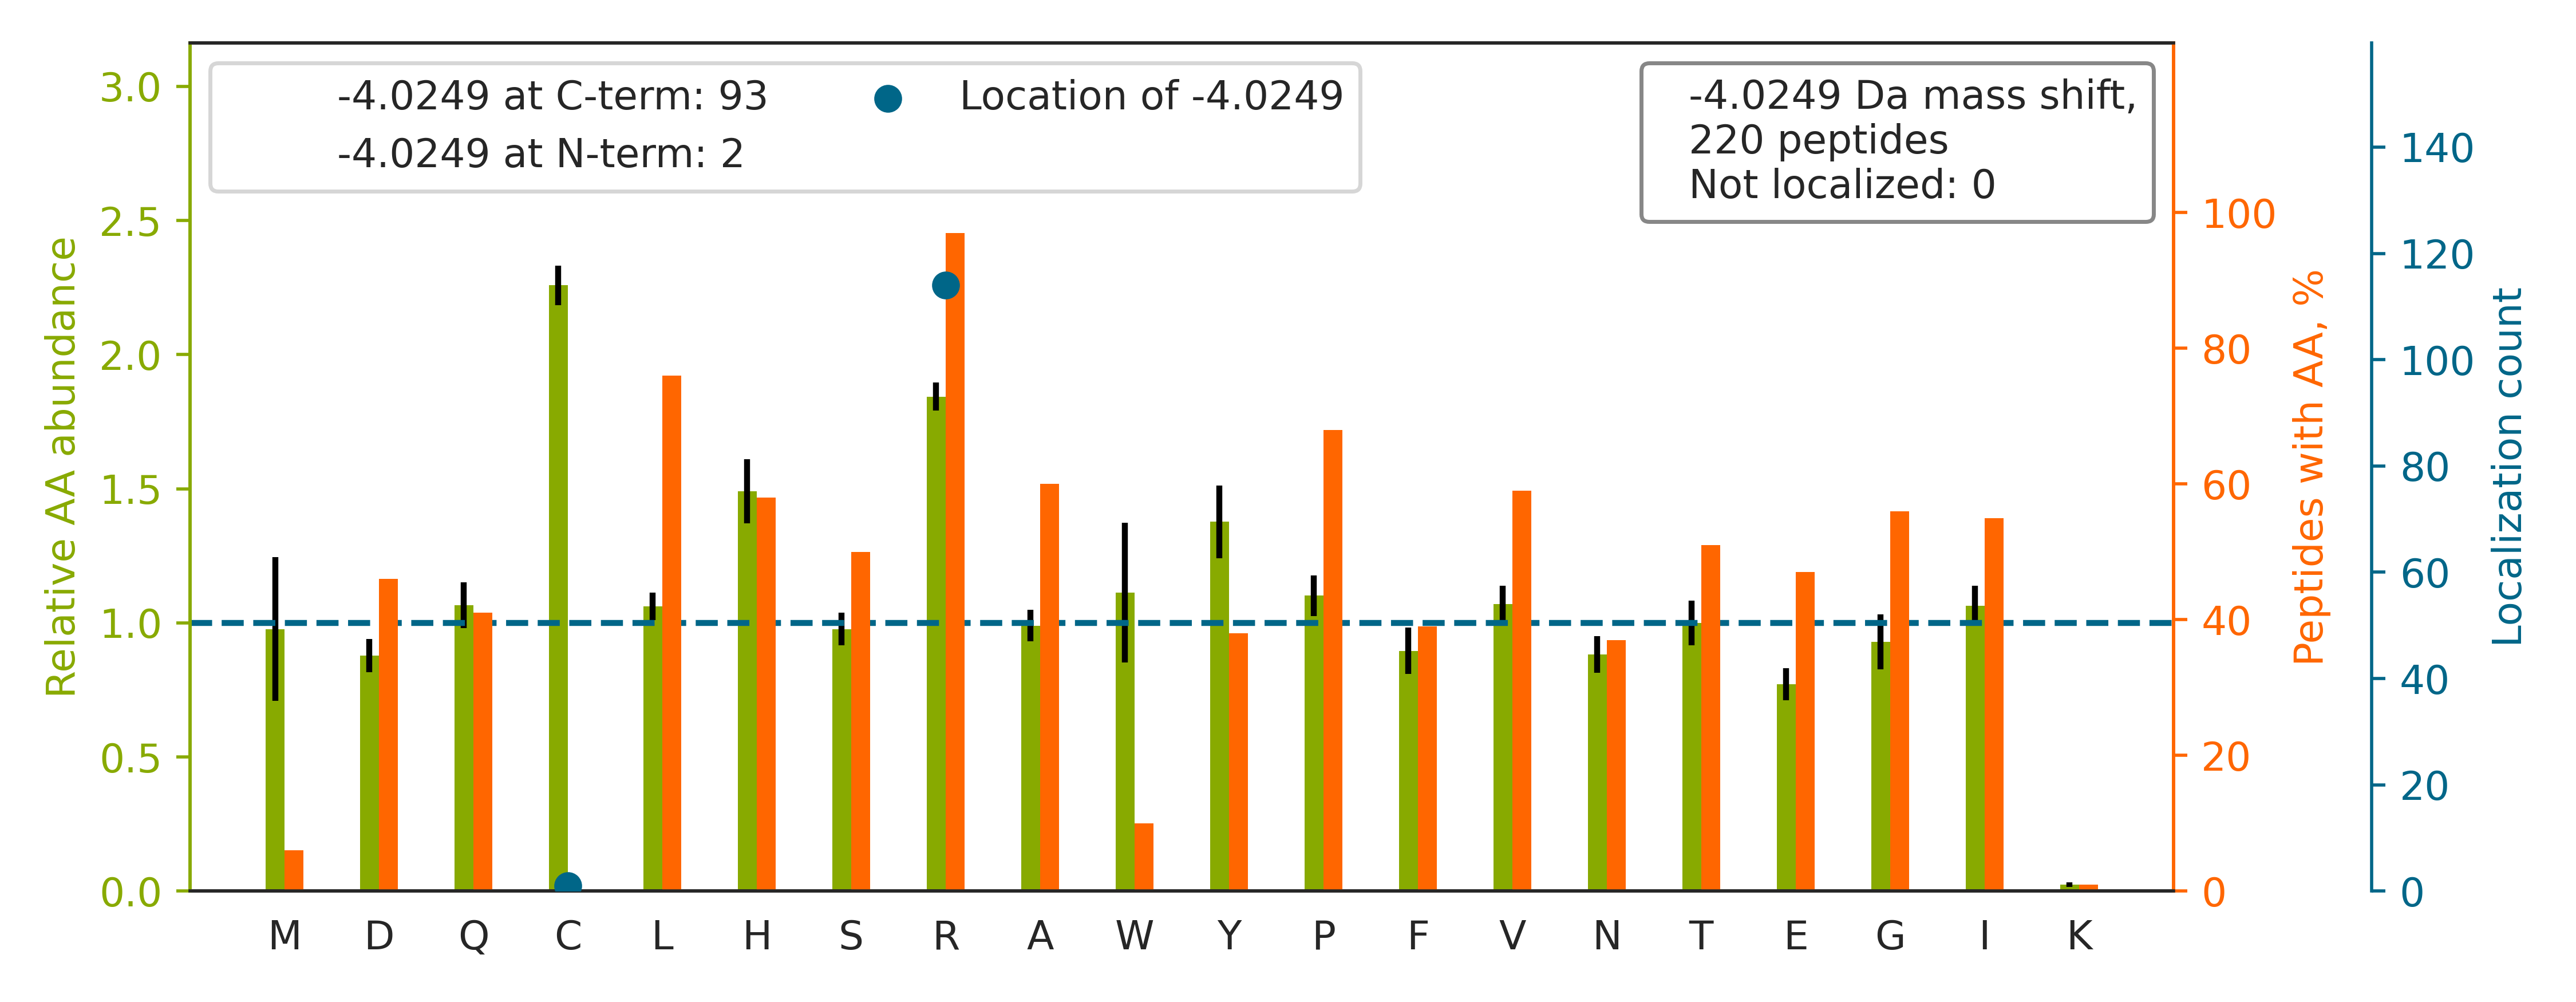 -4.0249 at C-term: 93
-4.0249 at N-term: 2
Location of -4.0249
-4.0249 Da mass shift,
220 peptides
Not localized: 0
Relative AA abundance
3.0
2.5
2.0
1.5
1.0
0.5
0.0
M D Q C L H S R A W Y P F V N T E G I K
100
80
60
40
20
0
Peptides with AA, %
140
120
100
80
60
40
20
0
Localization count